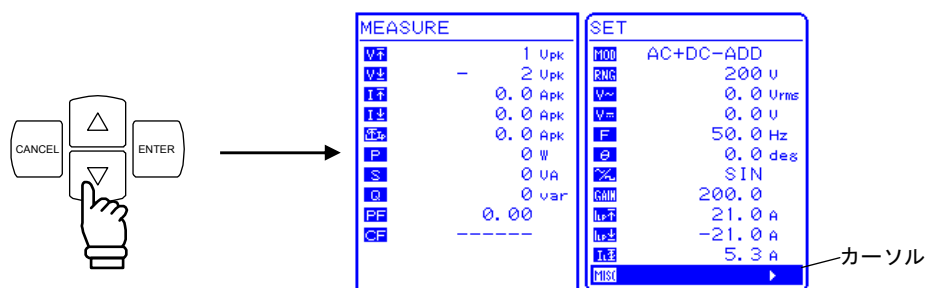 CANCEL
ENTER
MEASURE
V 1 Vpk
V - 2 Vpk
I 0.0 Apk
I 0.0 Apk
0.0 Apk
P 0 W
S 0 VA
Q 0 var
PF 0.00
CF ------
SET
MOD AC+DC-ADD
RNG 200 V
V~ 0.0 Vrms
V⎓ 0.0 V
F 50.0 Hz
θ 0.0 deg
SIN
GAIN 200.0
21.0 A
-21.0 A
5.3 A
MISC
カーソル